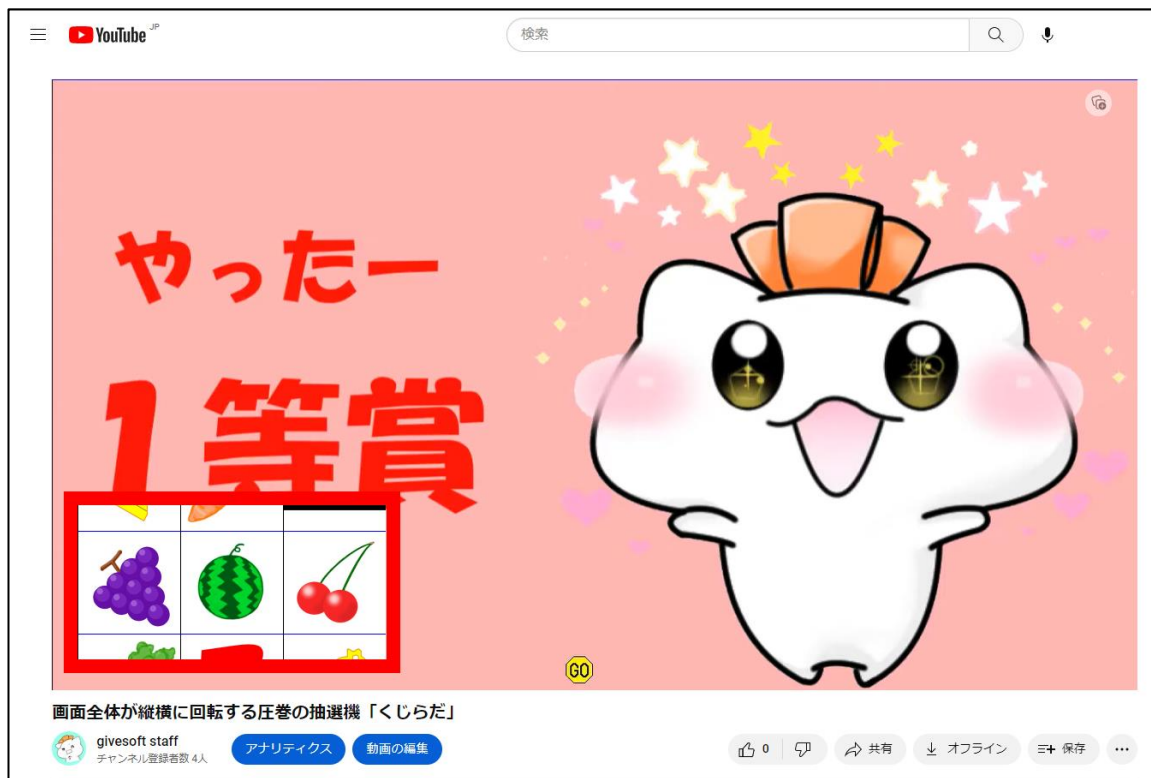 YouTube JP
検索
やったー
1等賞
GO
画面全体が縦横に回転する圧巻の抽選機「くじらだ」
givesoft staff
チャンネル登録者数 4人
アナリティクス
動画の編集
0
共有
オフライン
保存